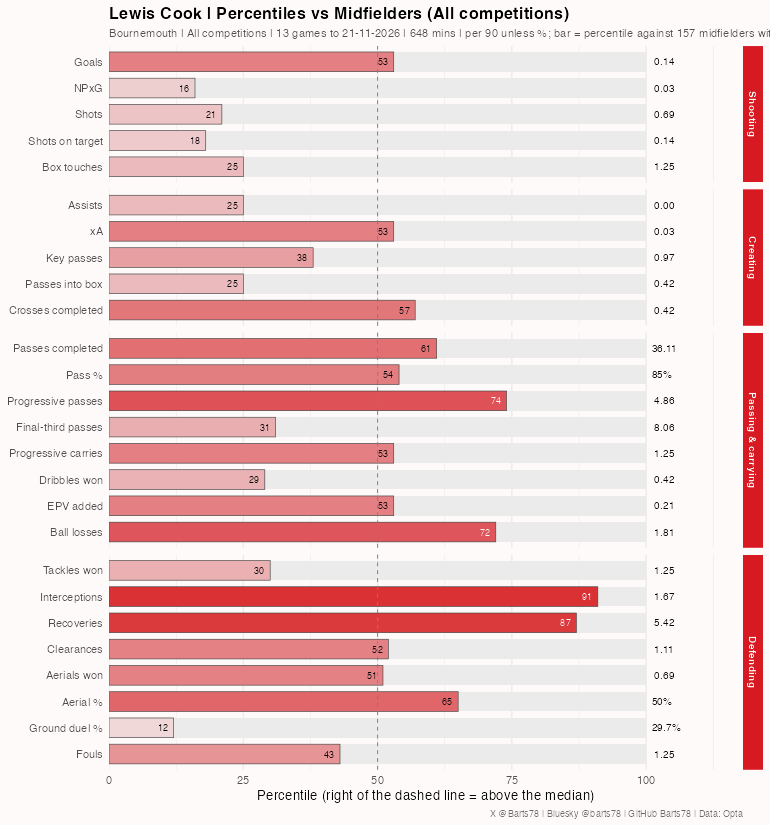 Lewis Cook | Percentiles vs Midfielders (All competitions)
Bournemouth | All competitions | 13 games to 21-11-2026 | 648 mins | per 90 unless %; bar = percentile against 157 midfielders wit
Shooting
Goals 53 0.14
NPxG 16 0.03
Shots 21 0.69
Shots on target 18 0.14
Box touches 25 1.25
Creating
Assists 25 0.00
xA 53 0.03
Key passes 38 0.97
Passes into box 25 0.42
Crosses completed 57 0.42
Passing & carrying
Passes completed 61 36.11
Pass % 54 85%
Progressive passes 74 4.86
Final-third passes 31 8.06
Progressive carries 53 1.25
Dribbles won 29 0.42
EPV added 53 0.21
Ball losses 72 1.81
Defending
Tackles won 30 1.25
Interceptions 91 1.67
Recoveries 87 5.42
Clearances 52 1.11
Aerials won 51 0.69
Aerial % 65 50%
Ground duel % 12 29.7%
Fouls 43 1.25
0 25 50 75 100
Percentile (right of the dashed line = above the median)
X @Barts78 | Bluesky @barts78 | GitHub Barts78 | Data: Opta